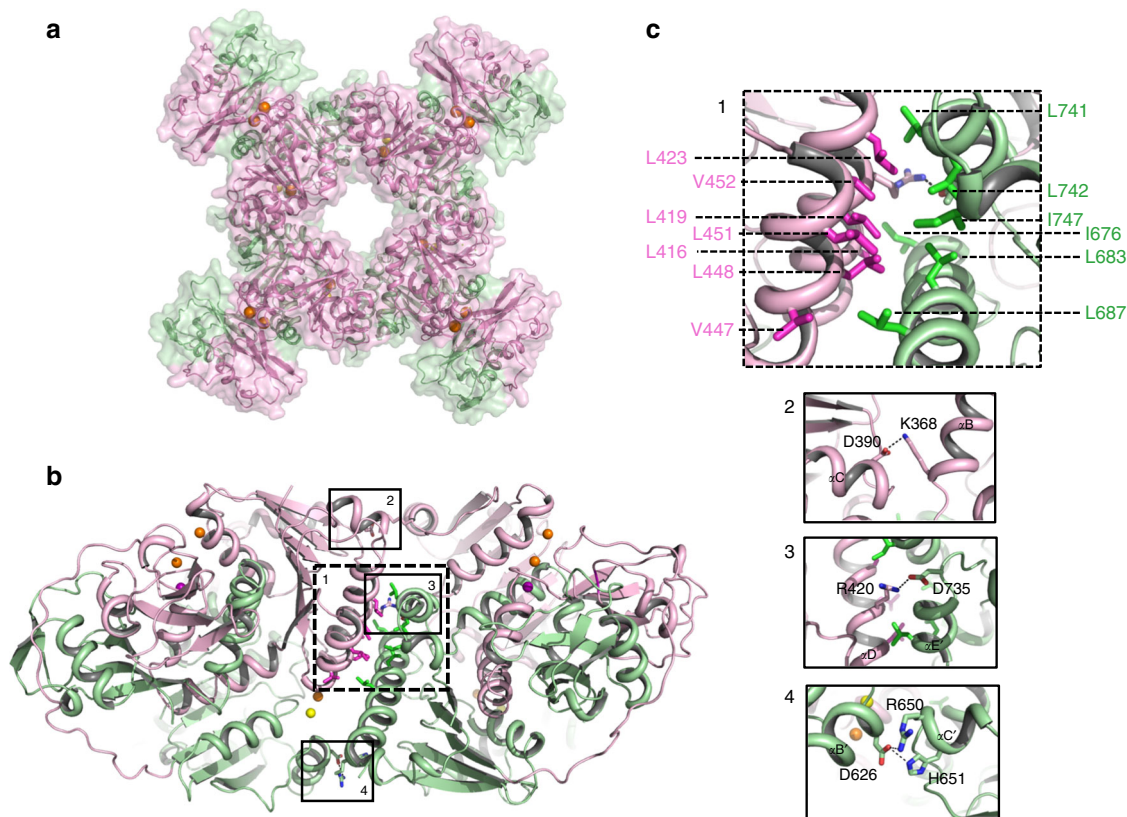 a
c
1
L423
V452
L419
L451
L416
L448
V447
L741
L742
I747
I676
L683
L687
2
D390
K368
αB
αC
b
2
1
3
4
3
R420
D735
αD
αE′
4
R650
αB′
αC′
D626
H651